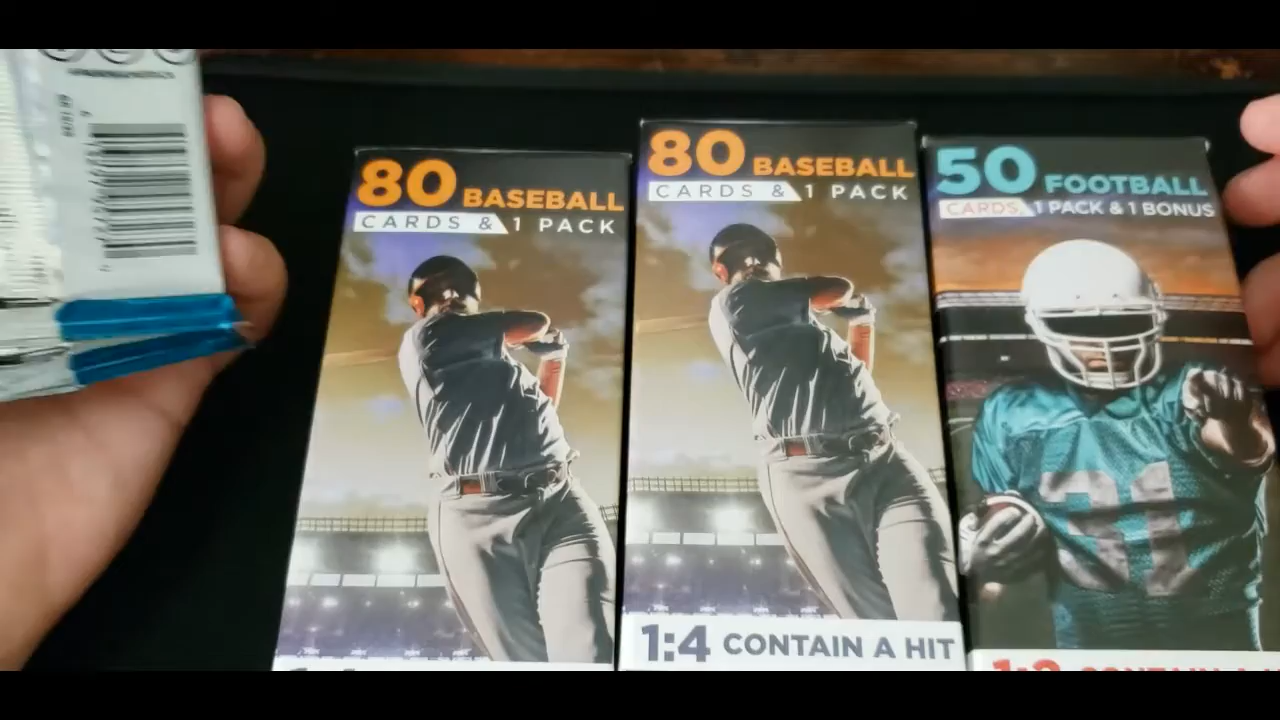 80 BASEBALL
CARDS & 1 PACK
80 BASEBALL
CARDS & 1 PACK
1:4 CONTAIN A HIT
50 FOOTBALL
CARDS, 1 PACK & 1 BONUS
31